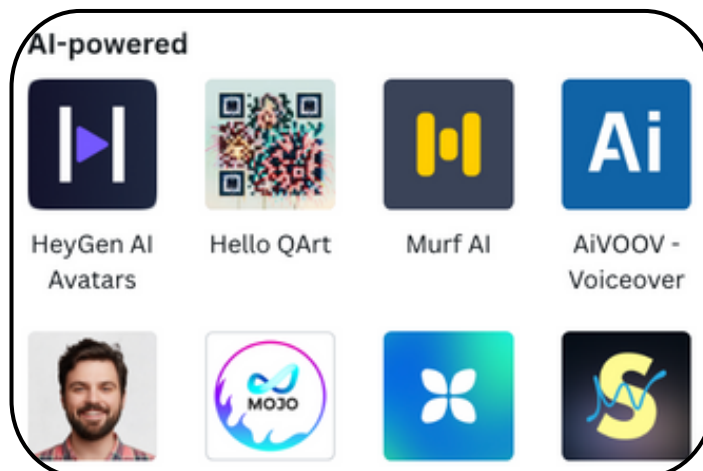 AI-powered
HeyGen AI
Avatars
Hello QArt
Murf AI
AiVOOV -
Voiceover
Ai
MOJO
S